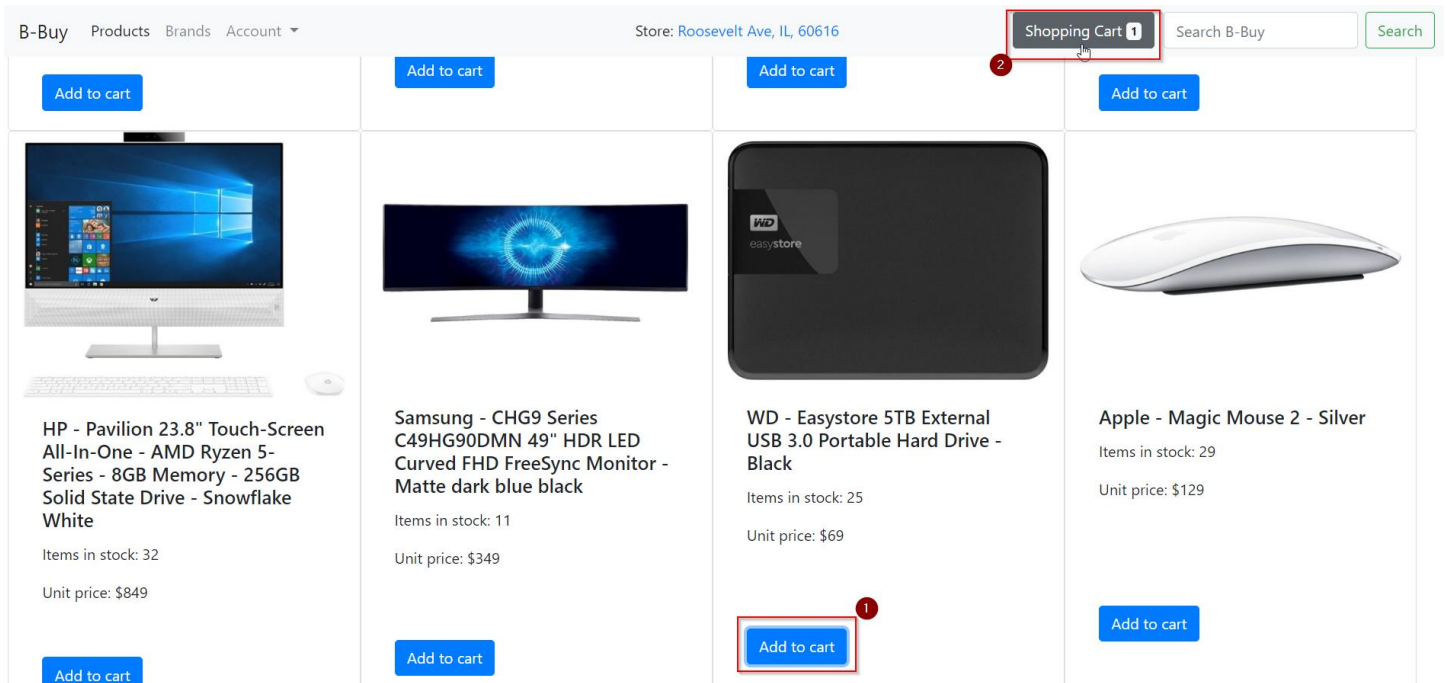 B-Buy Products Brands Account
Store: Roosevelt Ave, IL, 60616
Shopping Cart 1
Search B-Buy
Search
2
Add to cart
Add to cart
Add to cart
Add to cart
WD
easystore
HP - Pavilion 23.8" Touch-Screen
All-In-One - AMD Ryzen 5-
Series - 8GB Memory - 256GB
Solid State Drive - Snowflake
White
Items in stock: 32
Unit price: $849
Add to cart
Samsung - CHG9 Series
C49HG90DMN 49" HDR LED
Curved FHD FreeSync Monitor -
Matte dark blue black
Items in stock: 11
Unit price: $349
Add to cart
WD - Easystore 5TB External
USB 3.0 Portable Hard Drive -
Black
Items in stock: 25
Unit price: $69
1
Add to cart
Apple - Magic Mouse 2 - Silver
Items in stock: 29
Unit price: $129
Add to cart